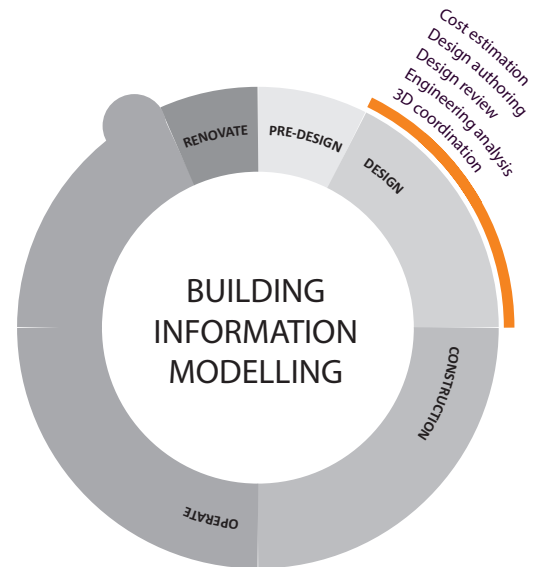 Cost estimation
Design authoring
Design review
Engineering analysis
3D coordination
RENOVATE
PRE-DESIGN
DESIGN
BUILDING
INFORMATION
MODELLING
CONSTRUCTION
OPERATE